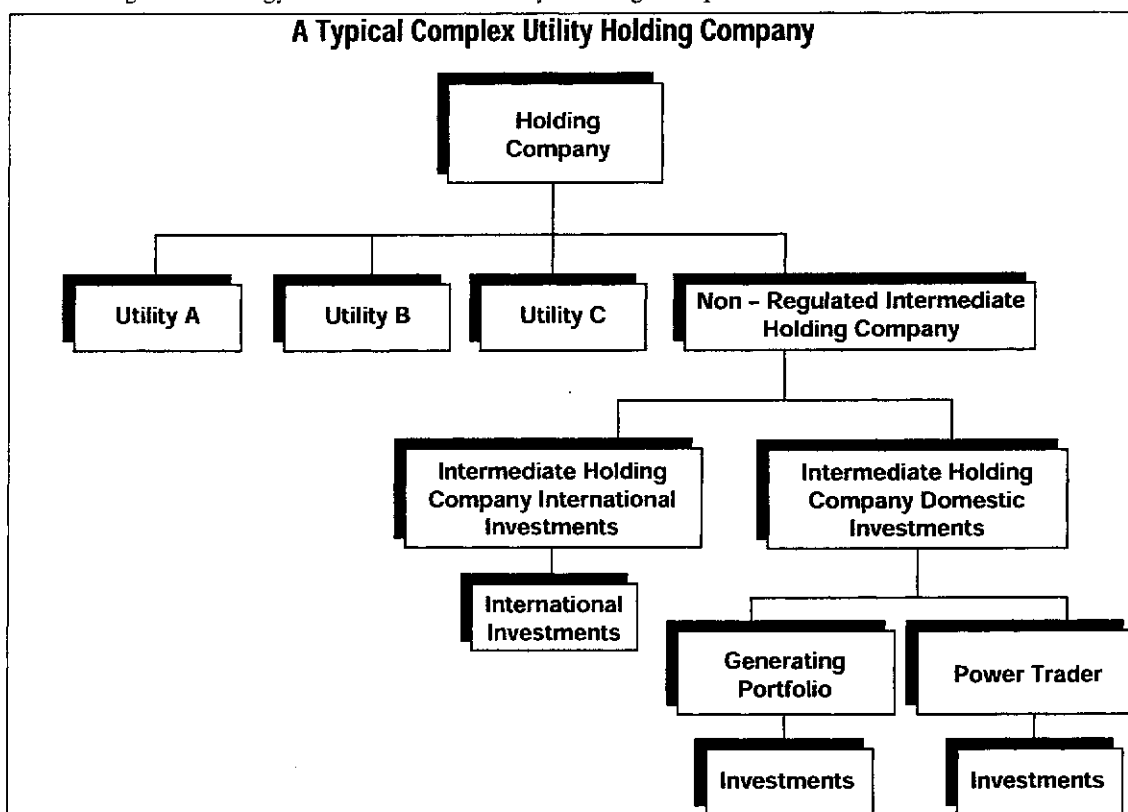 A Typical Complex Utility Holding Company
Holding
Company
Utility A
Utility B
Utility C
Non – Regulated Intermediate
Holding Company
Intermediate Holding
Company International
Investments
Intermediate Holding
Company Domestic
Investments
International
Investments
Generating
Portfolio
Power Trader
Investments
Investments